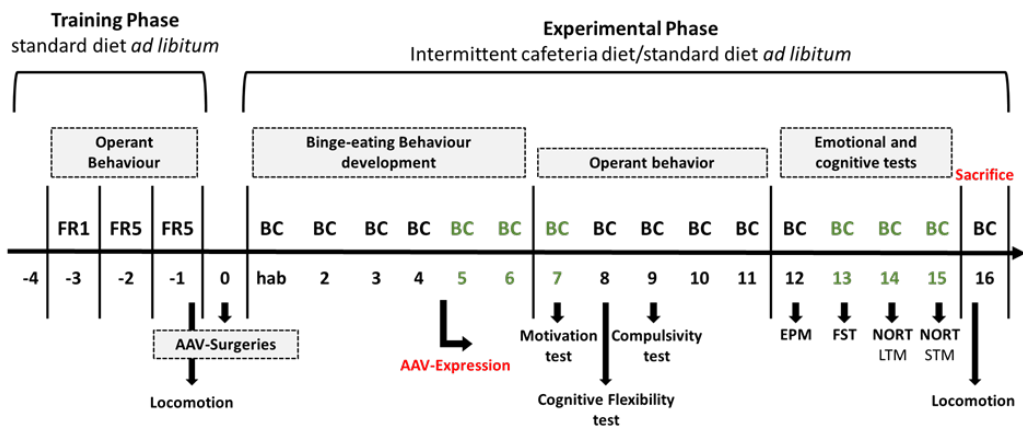 Training Phase
standard diet ad libitum
Experimental Phase
Intermittent cafeteria diet/standard diet ad libitum
Operant
Behaviour
Binge-eating Behaviour
development
Operant behavior
Emotional and
cognitive tests
Sacrifice
FR1 FR5 FR5 BC BC BC BC BC BC BC BC BC BC BC BC BC BC BC BC
-4 -3 -2 -1 0 hab 2 3 4 5 6 7 8 9 10 11 12 13 14 15 16
AAV-Surgeries
Locomotion
AAV-Expression
Motivation
test
Cognitive Flexibility
test
Compulsivity
test
EPM
FST
NORT
LTM
NORT
STM
Locomotion